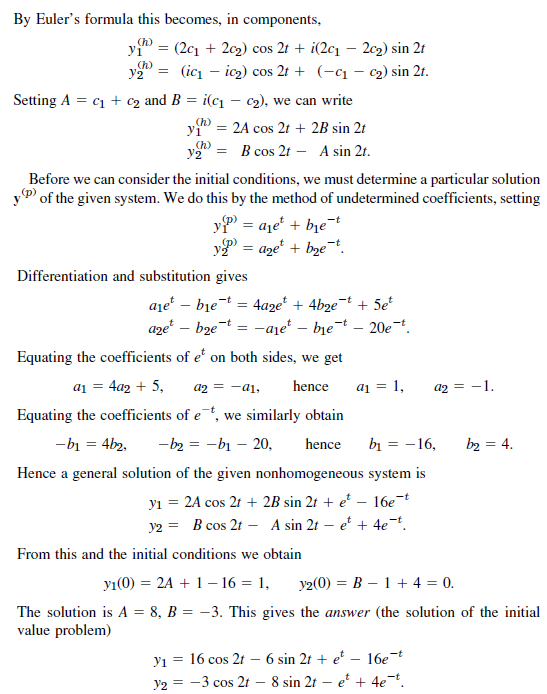 By Euler's formula this becomes, in components,
y₁⁽ʰ⁾ = (2c₁ + 2c₂) cos 2t + i(2c₁ − 2c₂) sin 2t
y₂⁽ʰ⁾ = (ic₁ − ic₂) cos 2t + (−c₁ − c₂) sin 2t.
Setting A = c₁ + c₂ and B = i(c₁ − c₂), we can write
y₁⁽ʰ⁾ = 2A cos 2t + 2B sin 2t
y₂⁽ʰ⁾ = B cos 2t − A sin 2t.
Before we can consider the initial conditions, we must determine a particular solution
y⁽ᵖ⁾ of the given system. We do this by the method of undetermined coefficients, setting
y₁⁽ᵖ⁾ = a₁eᵗ + b₁e⁻ᵗ
y₂⁽ᵖ⁾ = a₂eᵗ + b₂e⁻ᵗ.
Differentiation and substitution gives
a₁eᵗ − b₁e⁻ᵗ = 4a₂eᵗ + 4b₂e⁻ᵗ + 5eᵗ
a₂eᵗ − b₂e⁻ᵗ = −a₁eᵗ − b₁e⁻ᵗ − 20e⁻ᵗ.
Equating the coefficients of eᵗ on both sides, we get
a₁ = 4a₂ + 5, a₂ = −a₁, hence a₁ = 1, a₂ = −1.
Equating the coefficients of e⁻ᵗ, we similarly obtain
−b₁ = 4b₂, −b₂ = −b₁ − 20, hence b₁ = −16, b₂ = 4.
Hence a general solution of the given nonhomogeneous system is
y₁ = 2A cos 2t + 2B sin 2t + eᵗ − 16e⁻ᵗ
y₂ = B cos 2t − A sin 2t − eᵗ + 4e⁻ᵗ.
From this and the initial conditions we obtain
y₁(0) = 2A + 1 − 16 = 1, y₂(0) = B − 1 + 4 = 0.
The solution is A = 8, B = −3. This gives the answer (the solution of the initial
value problem)
y₁ = 16 cos 2t − 6 sin 2t + eᵗ − 16e⁻ᵗ
y₂ = −3 cos 2t − 8 sin 2t − eᵗ + 4e⁻ᵗ.